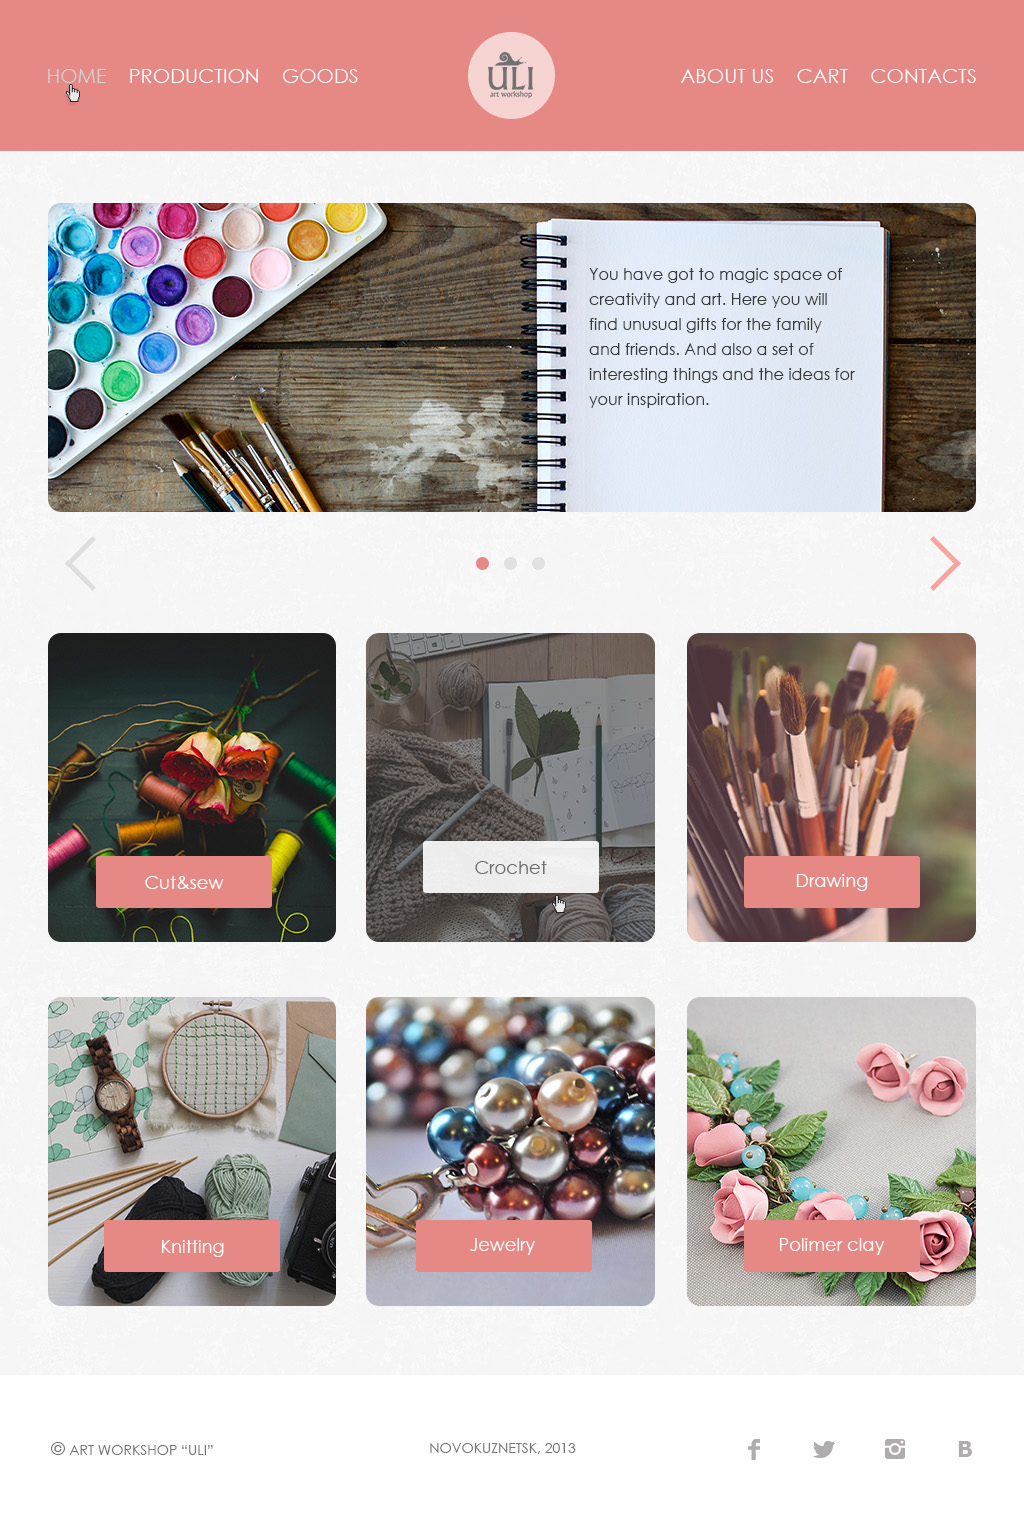 HOME PRODUCTION GOODS
ULI
art workshop
ABOUT US CART CONTACTS
You have got to magic space of
creativity and art. Here you will
find unusual gifts for the family
and friends. And also a set of
interesting things and the ideas for
your inspiration.
B
Cut&sew
Crochet
Drawing
Knitting
Jewelry
Polimer clay
© ART WORKSHOP “ULI”
NOVOKUZNETSK, 2013
B